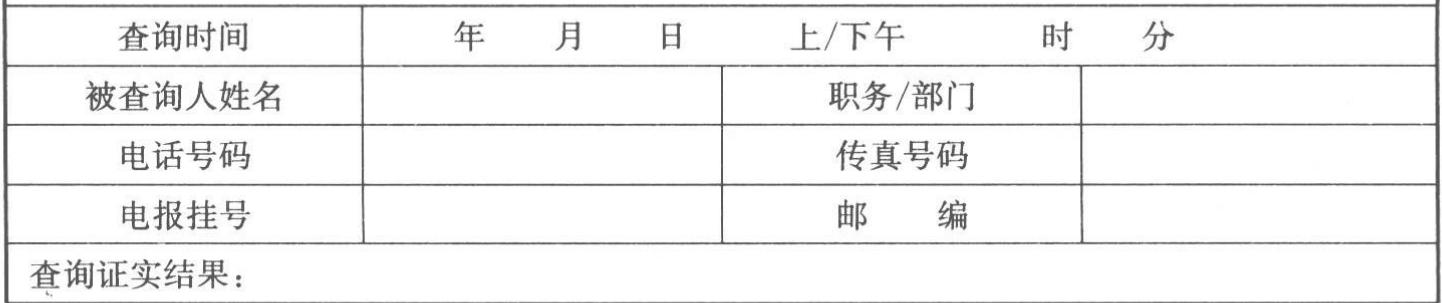 查询时间 年 月 日 上/下午 时 分
被查询人姓名 职务/部门
电话号码 传真号码
电报挂号 邮 编
查询证实结果：